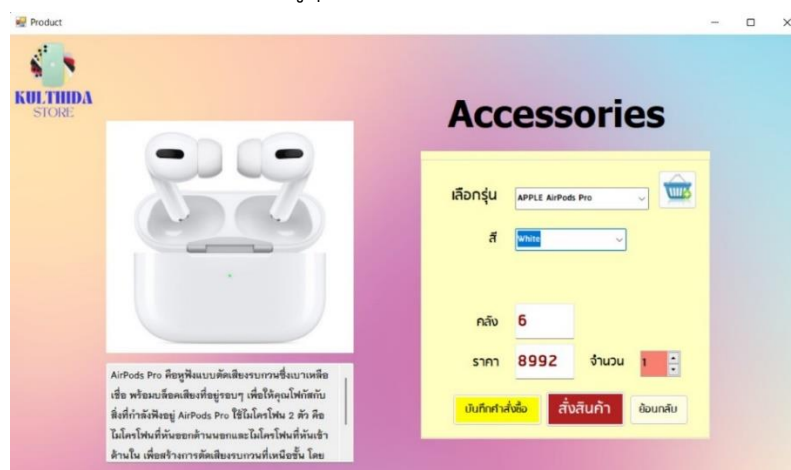 Product
KULTHIDA
STORE
Accessories
เลือกรุ่น APPLE AirPods Pro
สี White
คลัง 6
ราคา 8992 จำนวน 1
บันทึกคำสั่งซื้อ สั่งสินค้า ย้อนกลับ
AirPods Pro คือหูฟังแบบตัดเสียงรบกวนซึ่งเบาเหลือ
เชื่อ พร้อมบล็อคเสียงที่อยู่รอบๆ เพื่อให้คุณโฟกัสกับ
สิ่งที่กำลังฟังอยู่ AirPods Pro ใช้ไมโครโฟน 2 ตัว คือ
ไมโครโฟนที่หันออกด้านนอกและไมโครโฟนที่หันเข้า
ด้านใน เพื่อสร้างการตัดเสียงรบกวนที่เหนือชั้น โดย